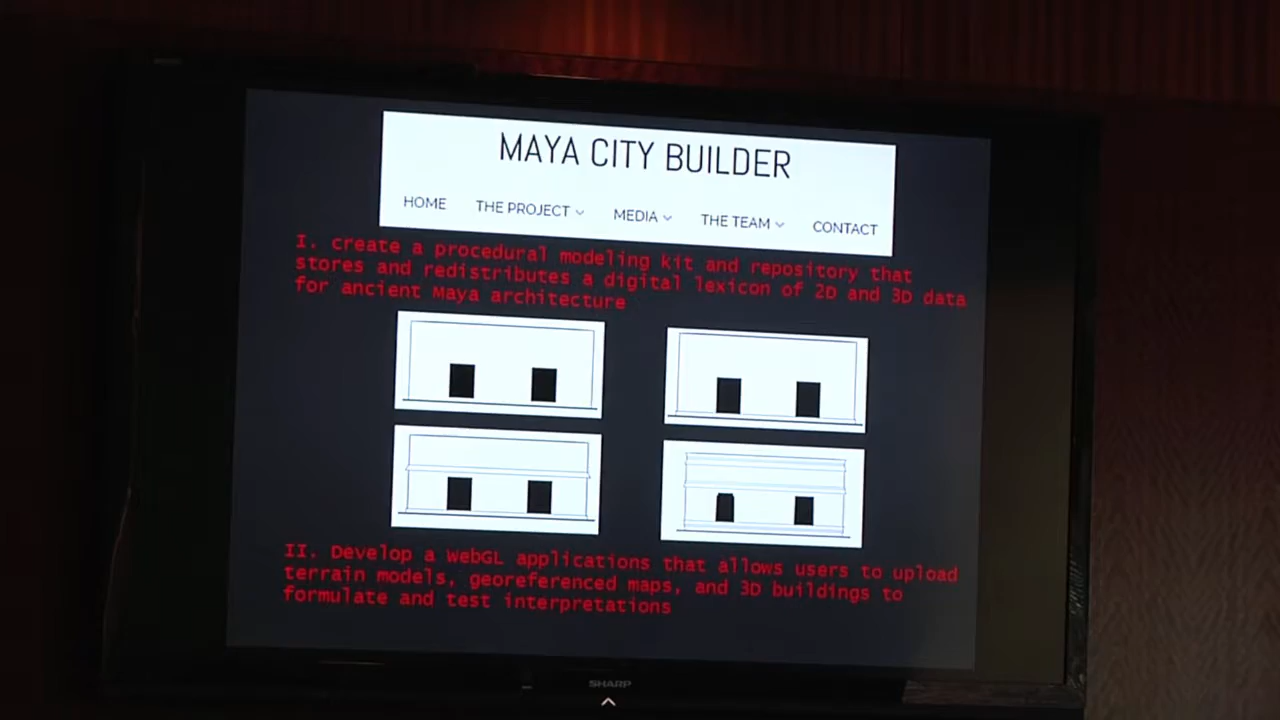 MAYA CITY BUILDER
HOME THE PROJECT MEDIA THE TEAM CONTACT
I. create a procedural modeling kit and repository that
stores and redistributes a digital lexicon of 2D and 3D data
for ancient Maya architecture
II. Develop a WebGL applications that allows users to upload
terrain models, georeferenced maps, and 3D buildings to
formulate and test interpretations
SHARP